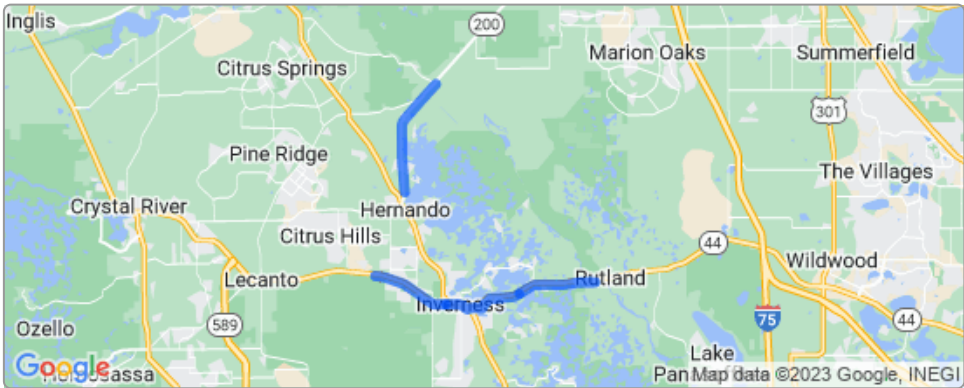 Inglis
200
Marion Oaks
Summerfield
Citrus Springs
301
Pine Ridge
The Villages
Crystal River
Hernando
Citrus Hills
44
Wildwood
Lecanto
Rutland
Inverness
589
75
44
Ozello
Lake
Google
Pan
Map data ©2023 Google, INEGI